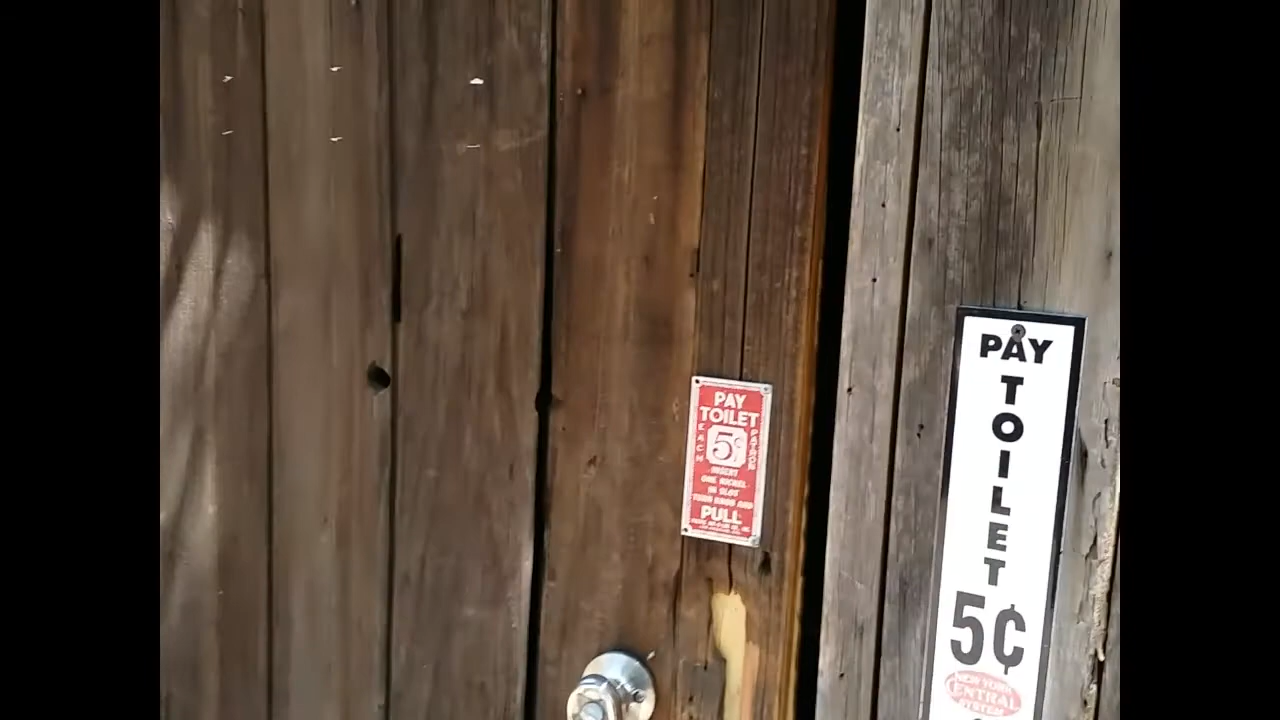 PAY
TOILET
EACH
5¢
PATRON
INSERT
ONE NICKEL
IN SLOT
TURN KNOB AND
PULL
PAY
TOILET
5¢
NEW YORK
CENTRAL
SYSTEM